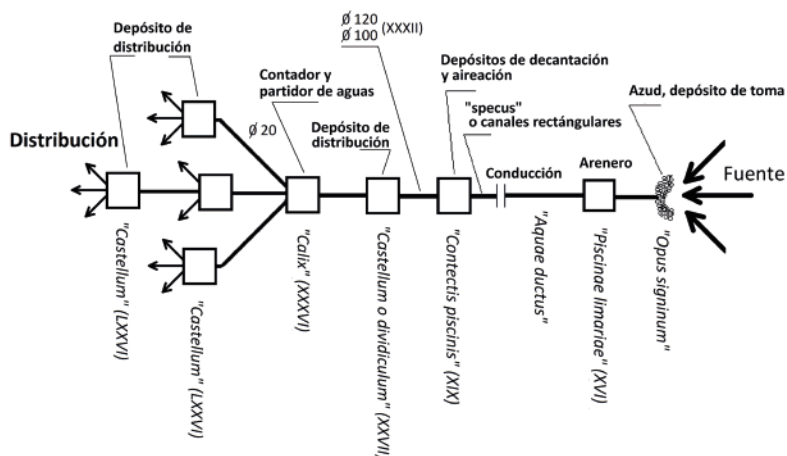 Depósito de
distribución
Ø 120
Ø 100
(XXXII)
Contador y
partidor de aguas
Depósitos de decantación
y aireación
Azud, depósito de toma
"specus"
o canales rectángulares
Ø 20
Depósito de
distribución
Distribución
Conducción
Arenero
Fuente
"Castellum" (LXXVI)
"Castellum" (LXXVI)
"Calix" (XXXVI)
"Castellum o dividiculum" (XXVII)
"Contectis piscinis" (XIX)
"Aquae ductus"
"Piscinae limariae" (XVI)
"Opus signinum"